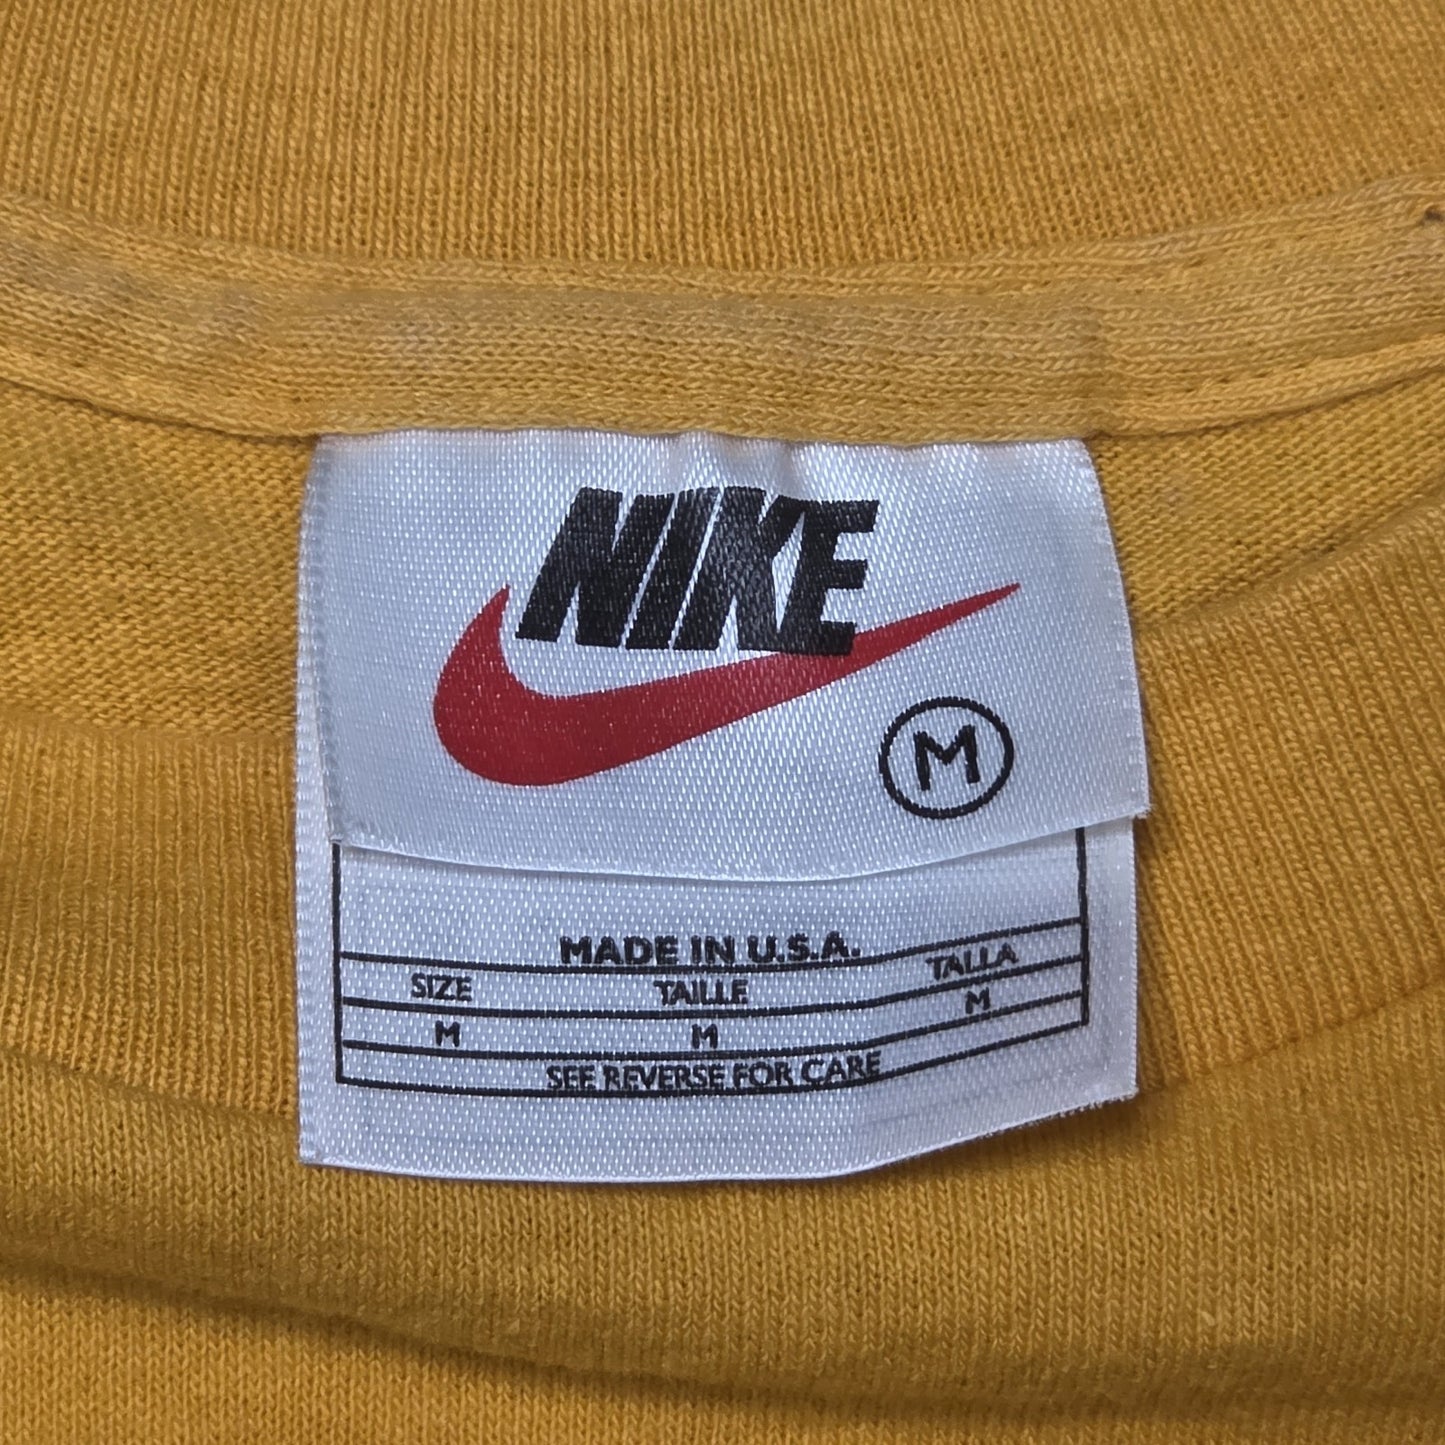 NIKE
M
MADE IN U.S.A.
SIZE TAILLE TALLA
M M M
SEE REVERSE FOR CARE